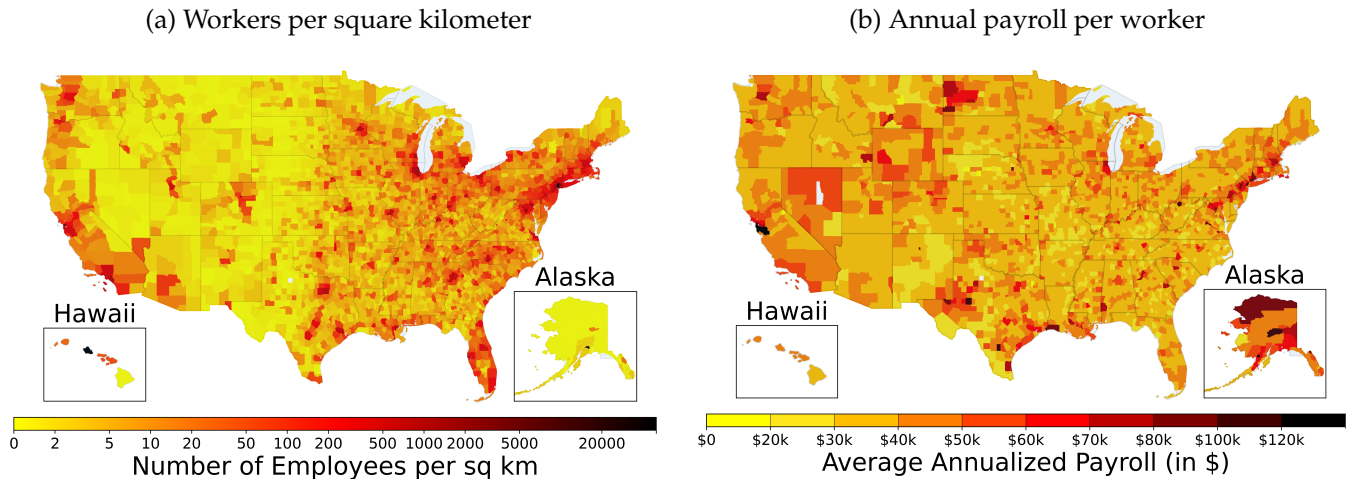 (a) Workers per square kilometer
Hawaii
Alaska
0 2 5 10 20 50 100 200 500 1000 2000 5000 20000
Number of Employees per sq km
(b) Annual payroll per worker
Hawaii
Alaska
$0 $20k $30k $40k $50k $60k $70k $80k $100k $120k
Average Annualized Payroll (in $)